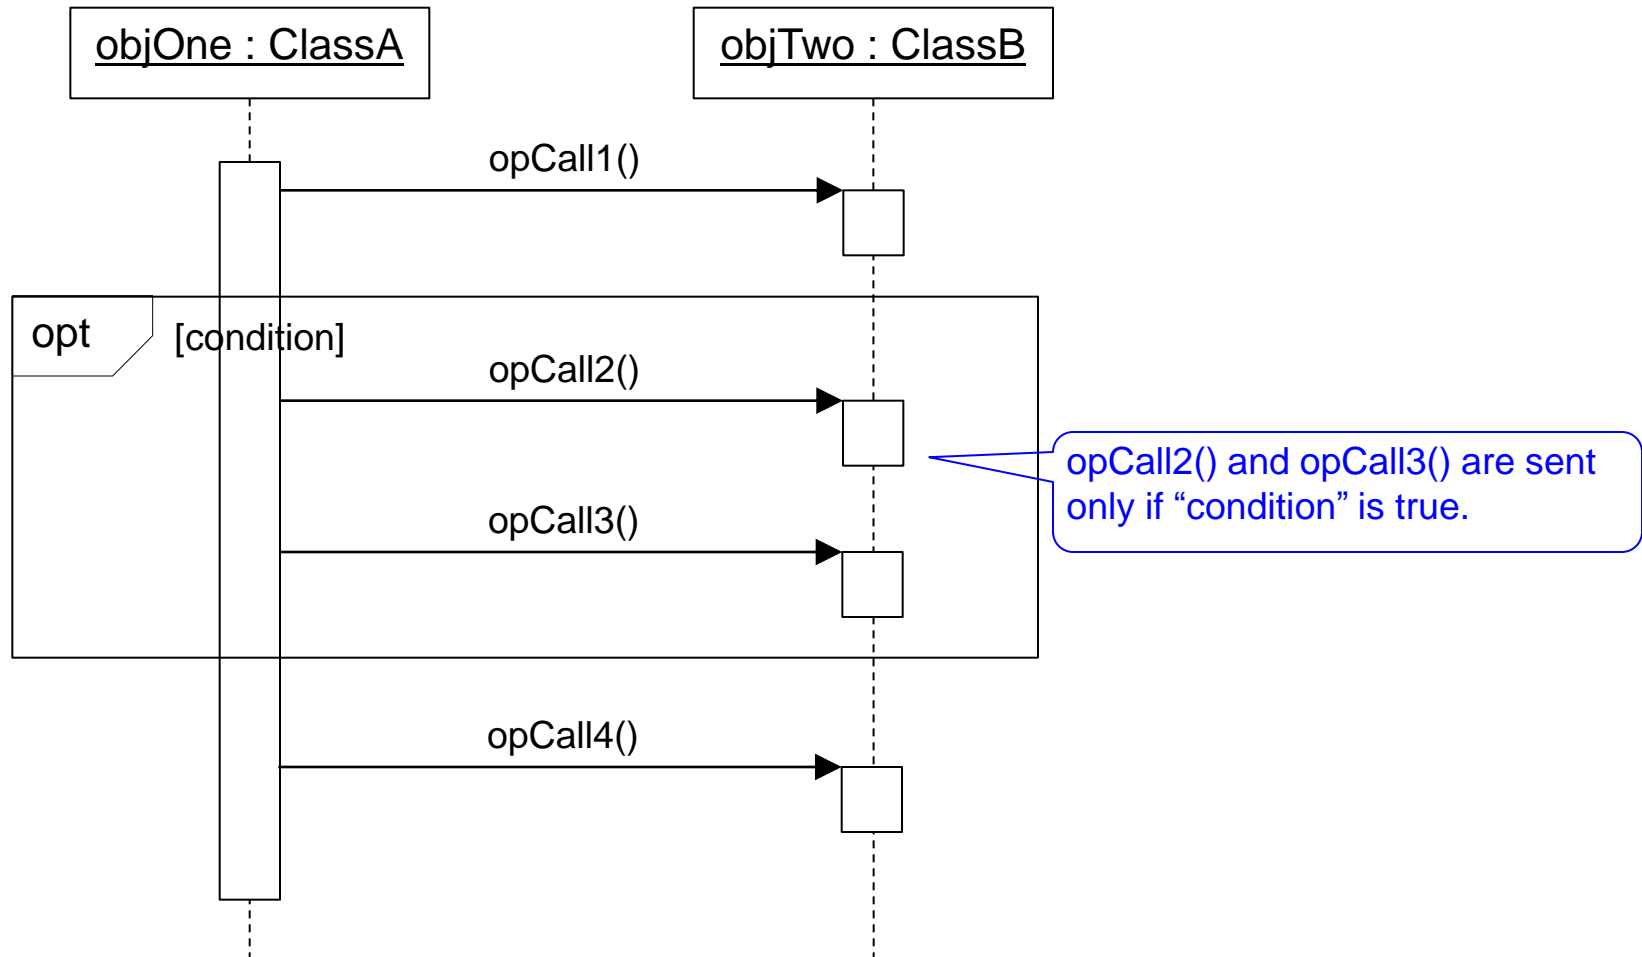 objOne : ClassA
objTwo : ClassB
opCall1()
opt
[condition]
opCall2()
opCall2() and opCall3() are sent
only if “condition” is true.
opCall3()
opCall4()